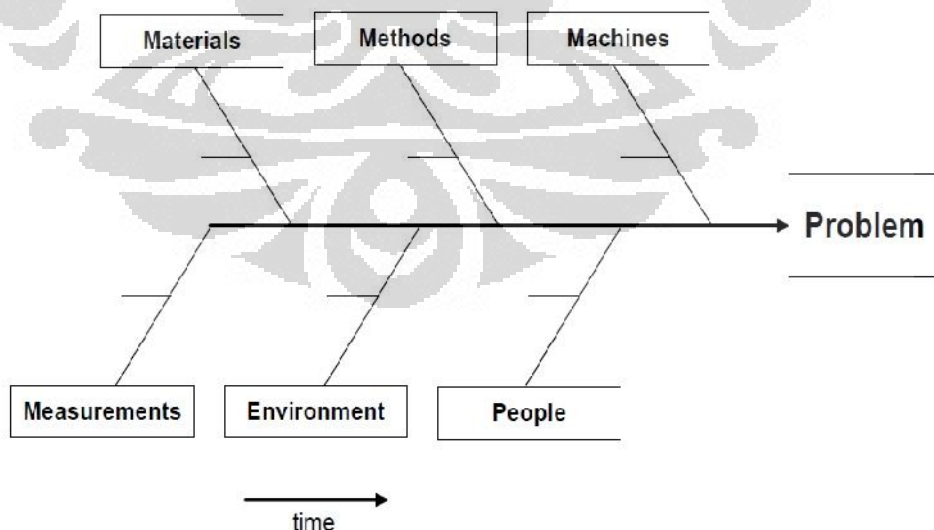 Materials
Methods
Machines
Problem
Measurements
Environment
People
time